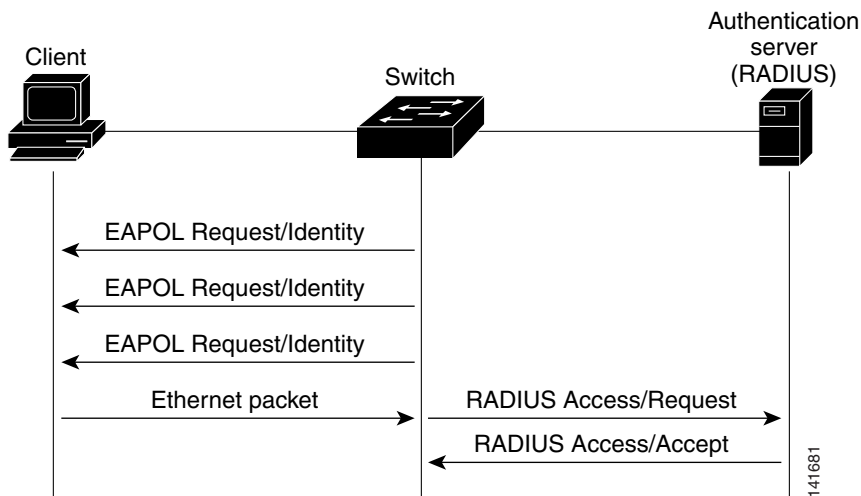 Client
Switch
Authentication
server
(RADIUS)
EAPOL Request/Identity
EAPOL Request/Identity
EAPOL Request/Identity
Ethernet packet
RADIUS Access/Request
RADIUS Access/Accept
141681